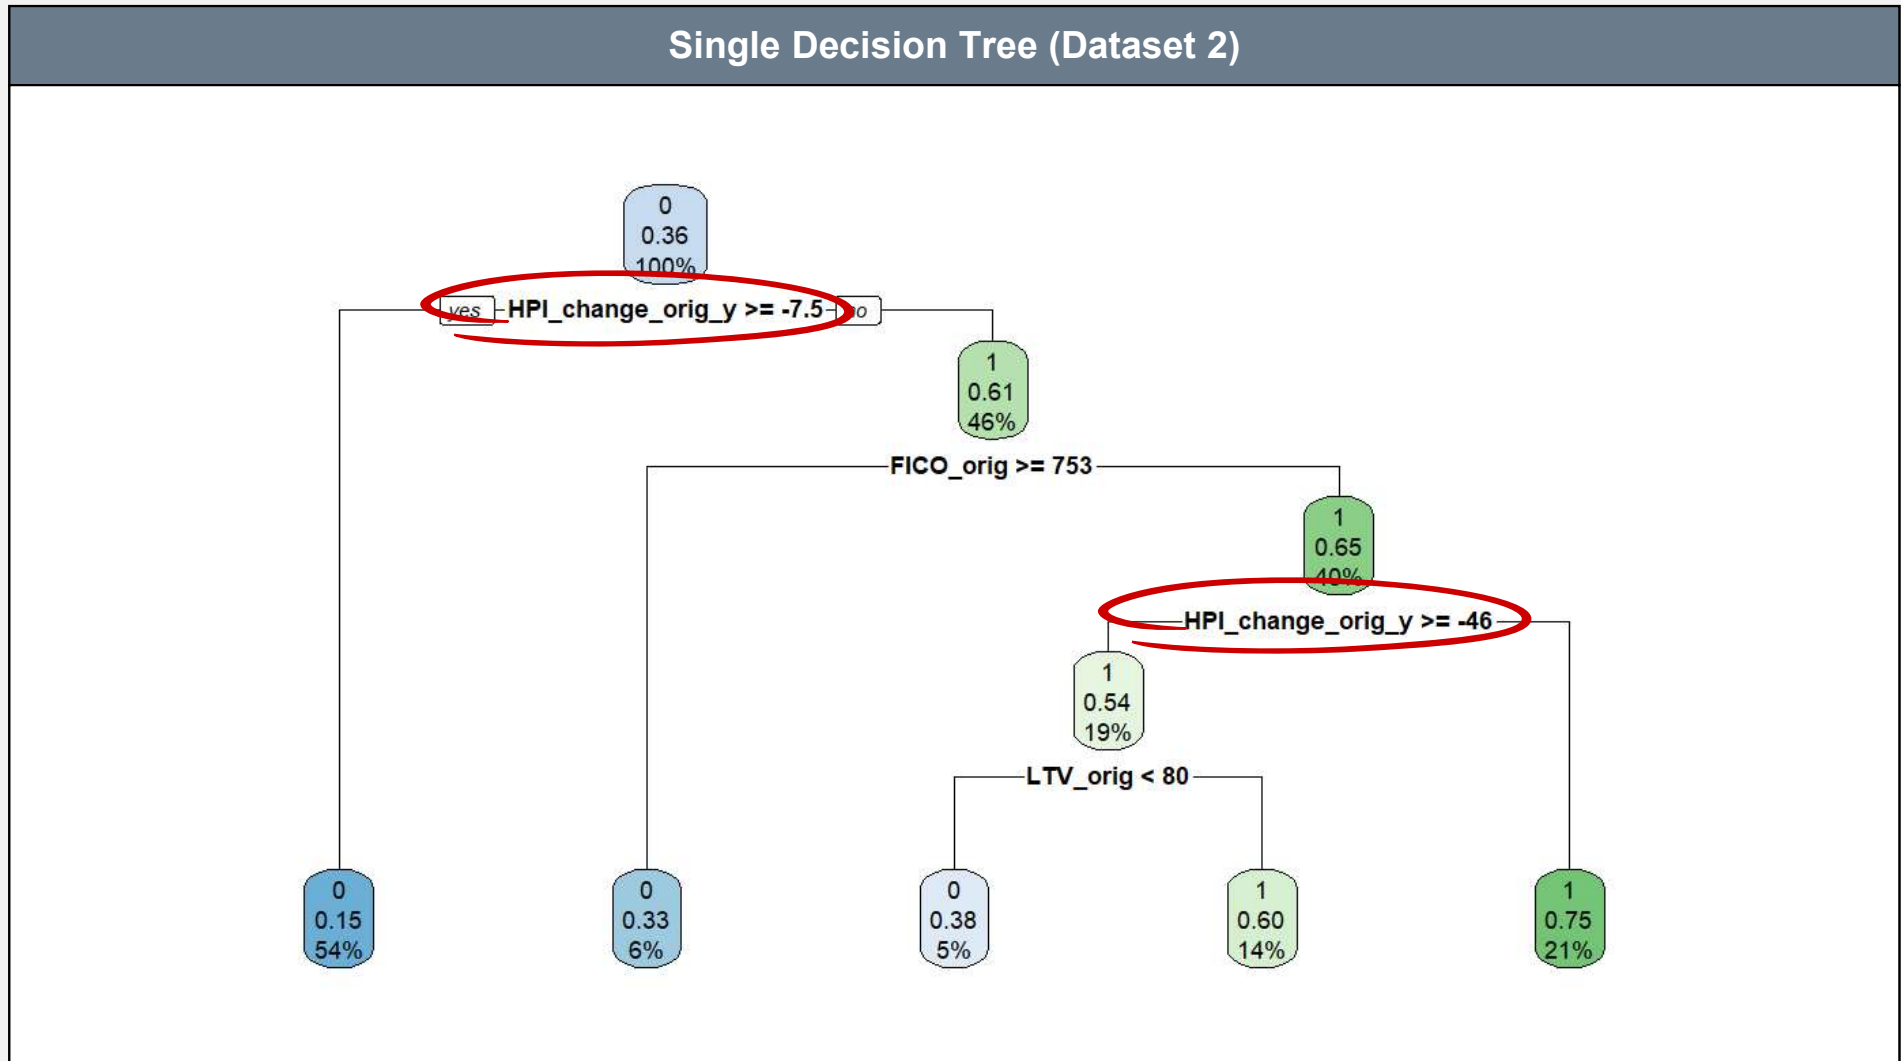 Single Decision Tree (Dataset 2)
0
0.36
100%
yes HPI_change_orig_y >= -7.5 no
1
0.61
46%
FICO_orig >= 753
1
0.65
40%
HPI_change_orig_y >= -46
1
0.54
19%
LTV_orig < 80
0 0 0 1 1
0.15 0.33 0.38 0.60 0.75
54% 6% 5% 14% 21%